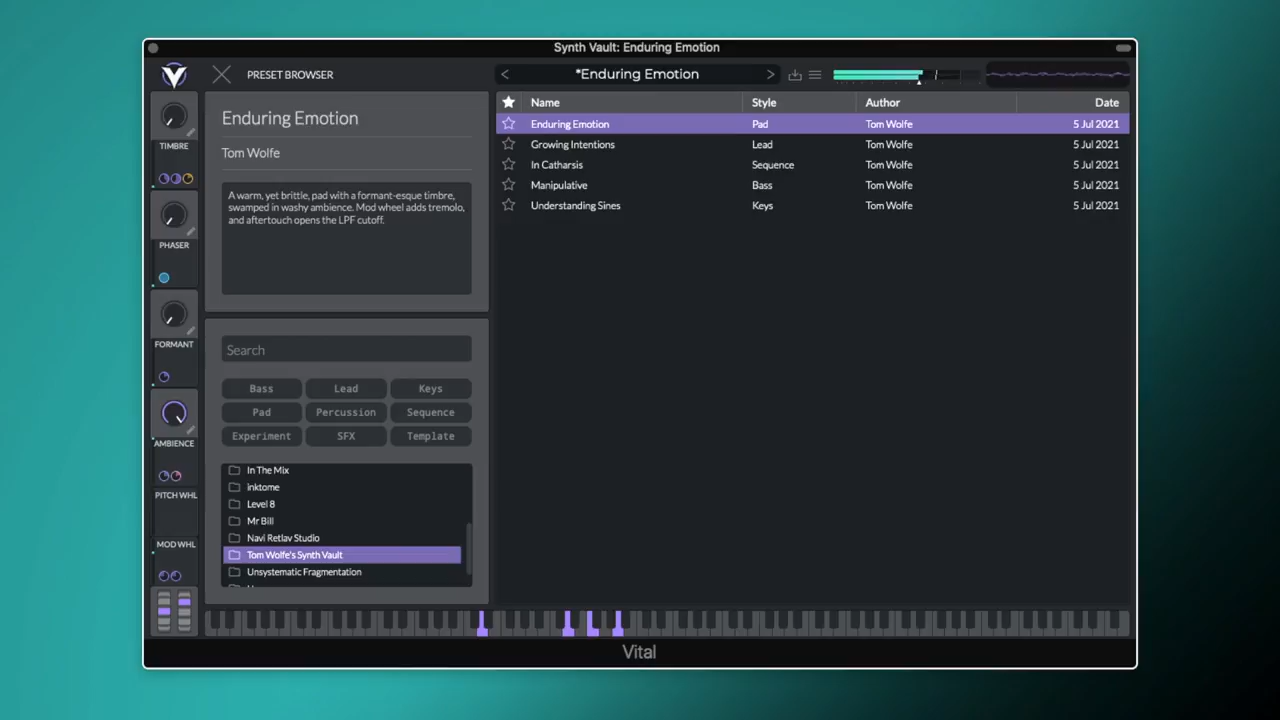 Synth Vault: Enduring Emotion
PRESET BROWSER
*Enduring Emotion
TIMBRE
PHASER
FORMANT
AMBIENCE
PITCH WHL
MOD WHL
Enduring Emotion
Tom Wolfe
A warm, yet brittle, pad with a formant-esque timbre,
swamped in washy ambience. Mod wheel adds tremolo,
and aftertouch opens the LPF cutoff.
Search
Bass Lead Keys
Pad Percussion Sequence
Experiment SFX Template
In The Mix
inktome
Level 8
Mr Bill
Navi Retlav Studio
Tom Wolfe's Synth Vault
Unsystematic Fragmentation
Name Style Author Date
Enduring Emotion Pad Tom Wolfe 5 Jul 2021
Growing Intentions Lead Tom Wolfe 5 Jul 2021
In Catharsis Sequence Tom Wolfe 5 Jul 2021
Manipulative Bass Tom Wolfe 5 Jul 2021
Understanding Sines Keys Tom Wolfe 5 Jul 2021
Vital